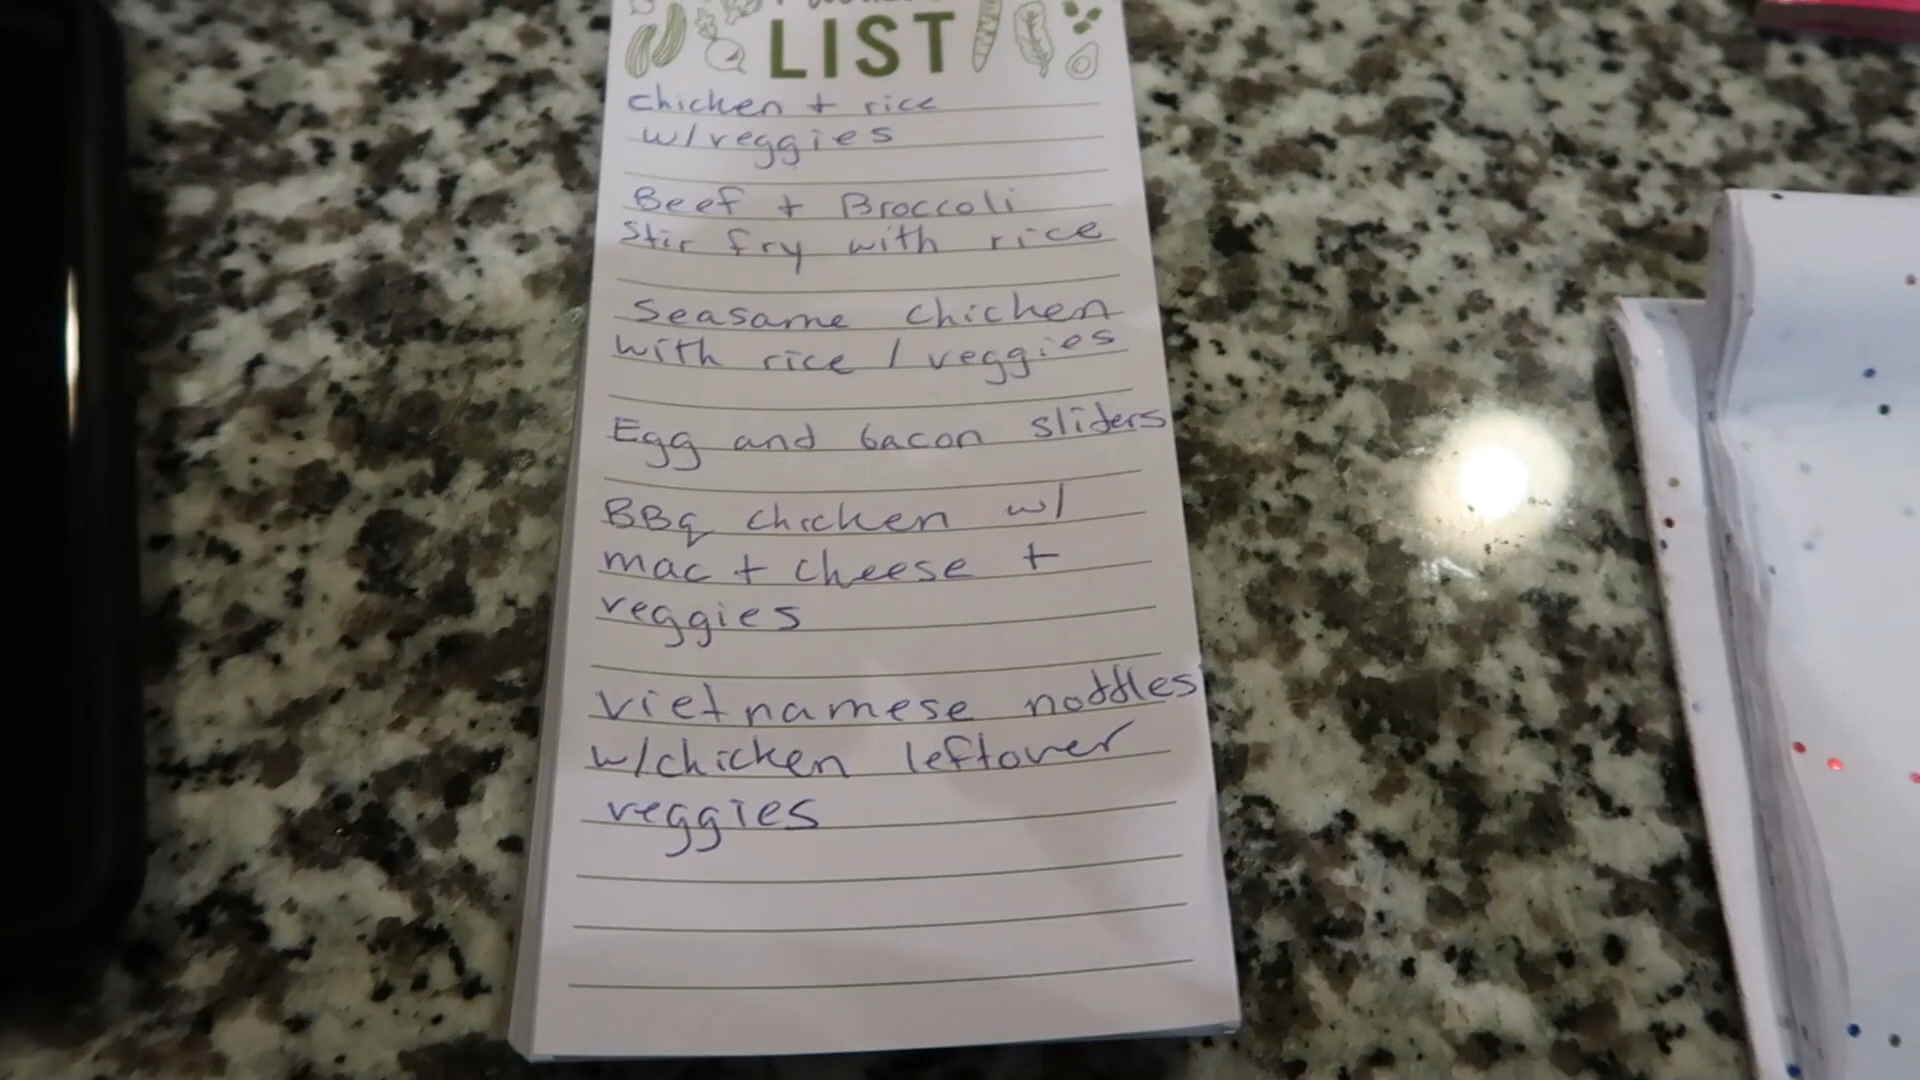 LIST
chicken + rice
w/veggies
Beef + Broccoli
Stir fry with rice
Seasame chicken
with rice / veggies
Egg and bacon sliders
BBq chicken w/
mac + cheese +
veggies
Vietnamese noddles
w/chicken leftover
veggies